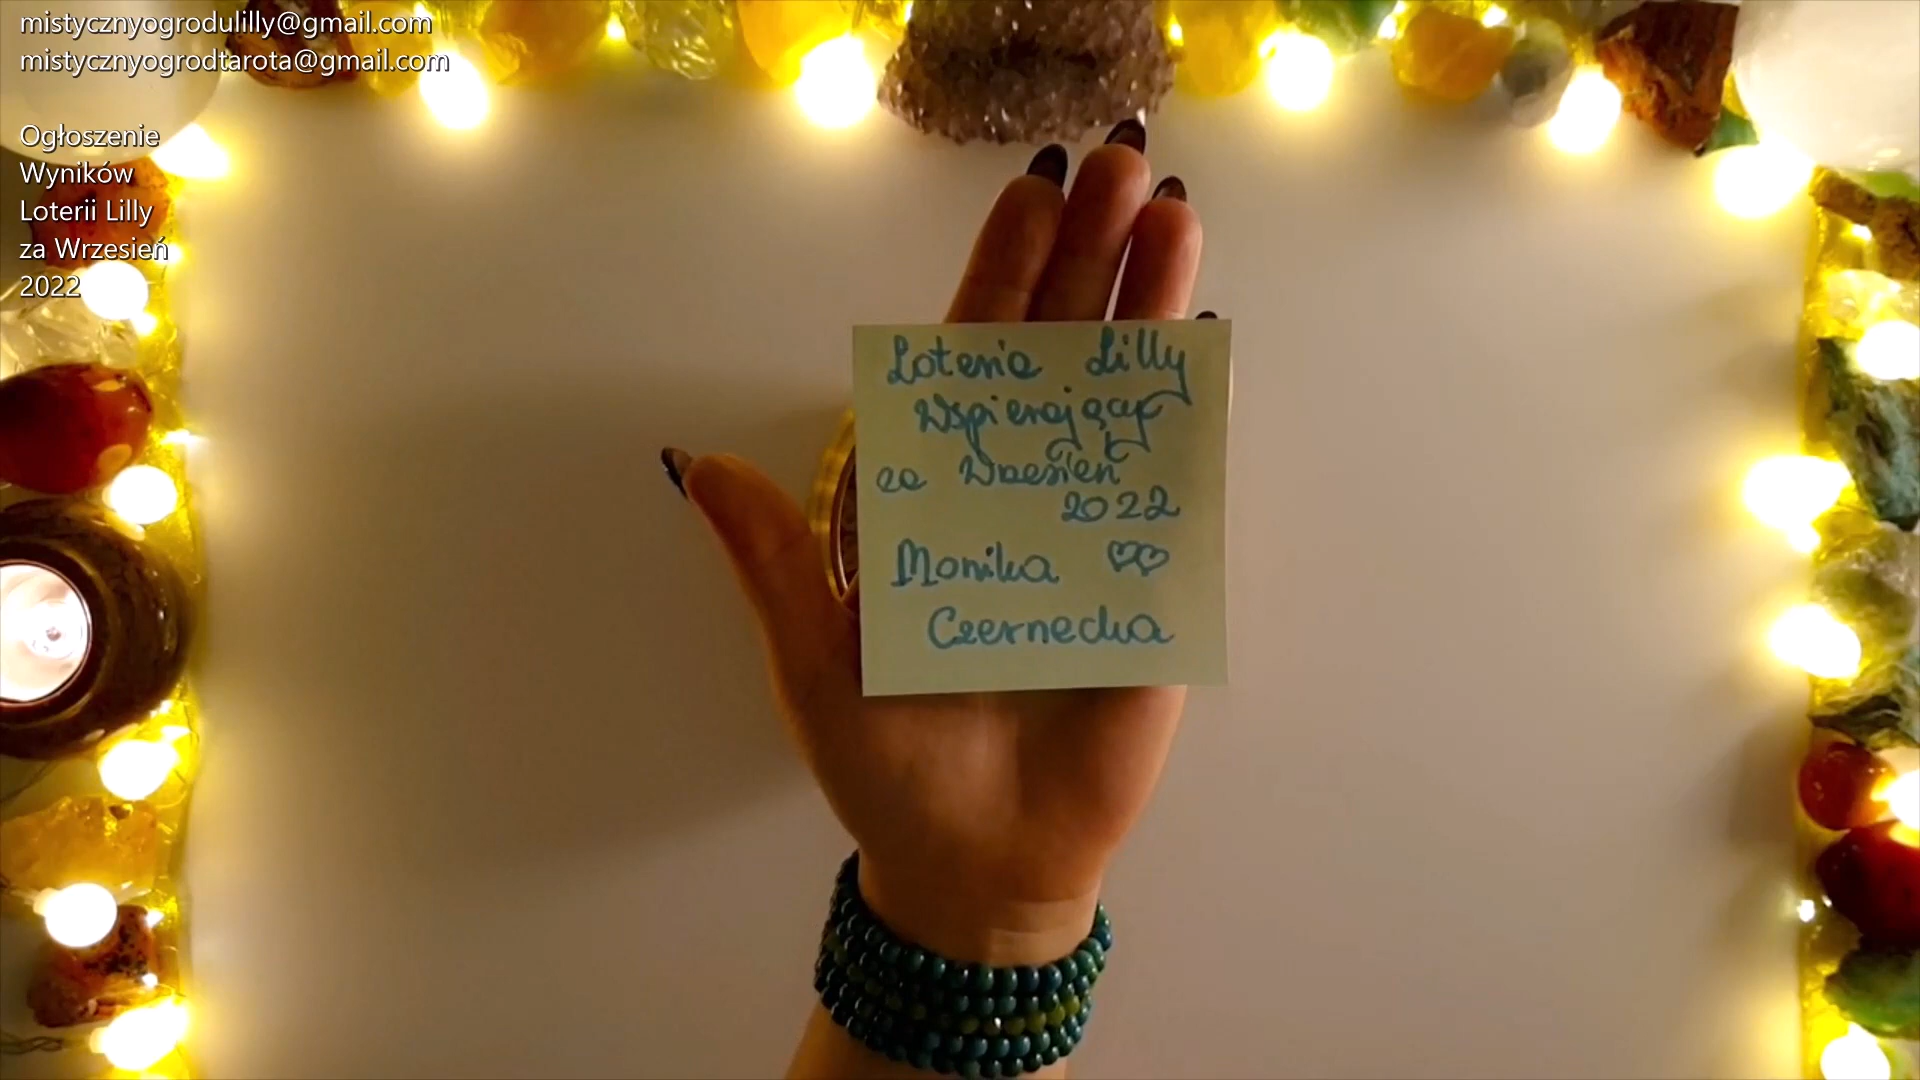 mistycznyogrodulilly@gmail.com
mistycznyogrodtarota@gmail.com
Ogłoszenie
Wyników
Loterii Lilly
za Wrzesień
2022
Loteria Lilly
Wspierający
za Wrzesień
2022
Monika ♡♡
Czernecka